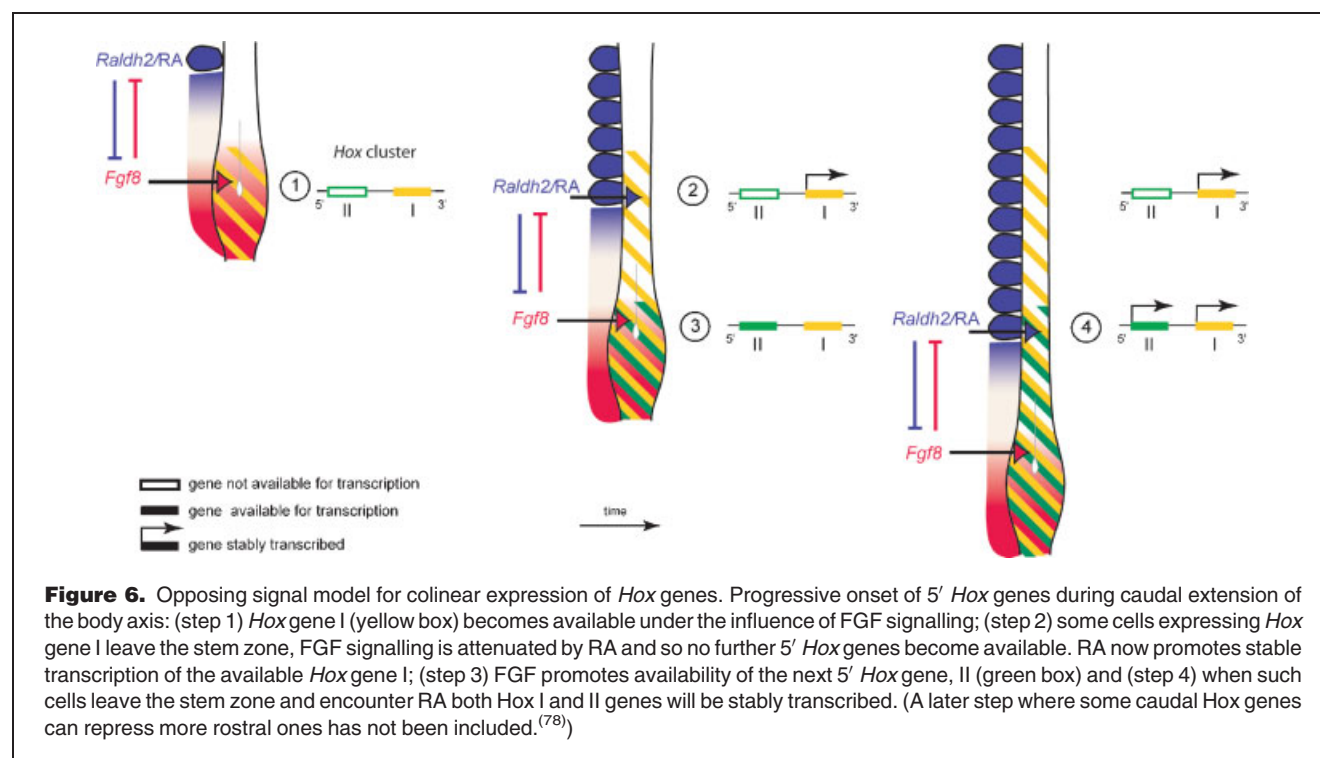 Raldh2/RA
Fgf8
1
Hox cluster
5' 3'
II I
Raldh2/RA
Fgf8
2
5' 3'
II I
3
5' 3'
II I
5' 3'
II I
Raldh2/RA
Fgf8
4
5' 3'
II I
gene not available for transcription
gene available for transcription
gene stably transcribed
time
Figure 6. Opposing signal model for colinear expression of Hox genes. Progressive onset of 5′ Hox genes during caudal extension of
the body axis: (step 1) Hox gene I (yellow box) becomes available under the influence of FGF signalling; (step 2) some cells expressing Hox
gene I leave the stem zone, FGF signalling is attenuated by RA and so no further 5′ Hox genes become available. RA now promotes stable
transcription of the available Hox gene I; (step 3) FGF promotes availability of the next 5′ Hox gene, II (green box) and (step 4) when such
cells leave the stem zone and encounter RA both Hox I and II genes will be stably transcribed. (A later step where some caudal Hox genes
can repress more rostral ones has not been included.(78))